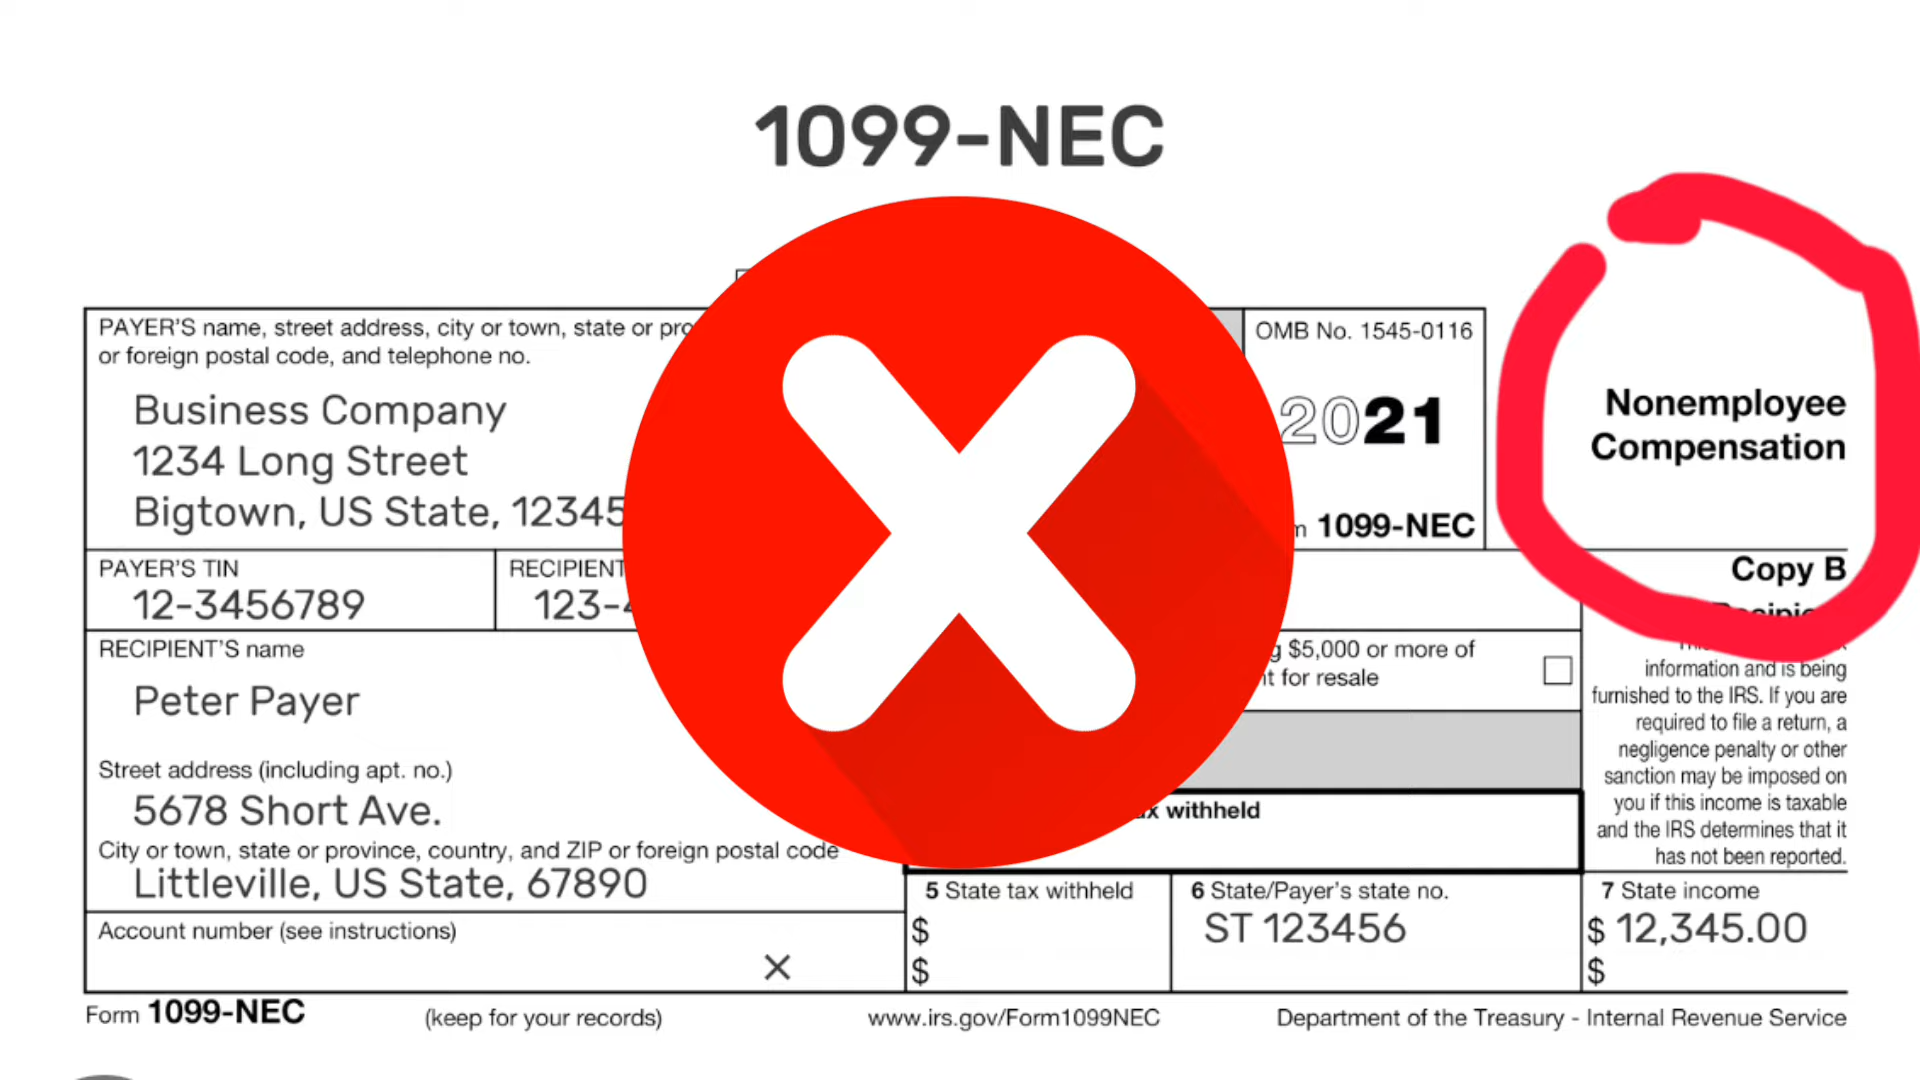 1099-NEC
PAYER'S name, street address, city or town, state or
or foreign postal code, and telephone no.
Business Company
1234 Long Street
Bigtown, US State, 12345
OMB No. 1545-0116
2021
1099-NEC
Nonemployee
Compensation
PAYER'S TIN
12-3456789
RECIPIENT
123-
Copy B
RECIPIENT'S name
Peter Payer
$5,000 or more of
for resale
information and is being
furnished to the IRS. If you are
required to file a return, a
negligence penalty or other
sanction may be imposed on
you if this income is taxable
and the IRS determines that it
has not been reported.
Street address (including apt. no.)
5678 Short Ave.
withheld
City or town, state or province, country, and ZIP or foreign postal code
Littleville, US State, 67890
5 State tax withheld
$
$
6 State/Payer's state no.
ST 123456
7 State income
$ 12,345.00
$
Account number (see instructions)
×
Form 1099-NEC
(keep for your records)
www.irs.gov/Form1099NEC
Department of the Treasury - Internal Revenue Service